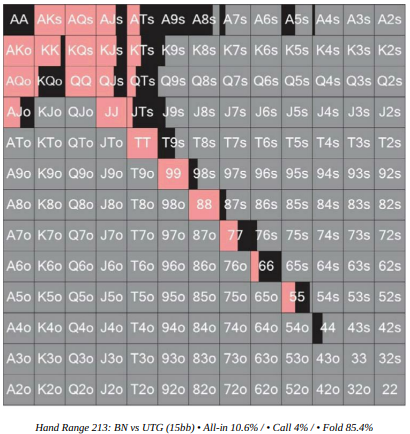 AA AKs AQs AJs ATs A9s A8s A7s A6s A5s A4s A3s A2s
AKo KK KQs KJs KTs K9s K8s K7s K6s K5s K4s K3s K2s
AQo KQo QQ QJs QTs Q9s Q8s Q7s Q6s Q5s Q4s Q3s Q2s
AJo KJo QJo JJ JTs J9s J8s J7s J6s J5s J4s J3s J2s
ATo KTo QTo JTo TT T9s T8s T7s T6s T5s T4s T3s T2s
A9o K9o Q9o J9o T9o 99 98s 97s 96s 95s 94s 93s 92s
A8o K8o Q8o J8o T8o 98o 88 87s 86s 85s 84s 83s 82s
A7o K7o Q7o J7o T7o 97o 87o 77 76s 75s 74s 73s 72s
A6o K6o Q6o J6o T6o 96o 86o 76o 66 65s 64s 63s 62s
A5o K5o Q5o J5o T5o 95o 85o 75o 65o 55 54s 53s 52s
A4o K4o Q4o J4o T4o 94o 84o 74o 64o 54o 44 43s 42s
A3o K3o Q3o J3o T3o 93o 83o 73o 63o 53o 43o 33 32s
A2o K2o Q2o J2o T2o 92o 82o 72o 62o 52o 42o 32o 22
Hand Range 213: BN vs UTG (15bb) • All-in 10.6% / • Call 4% / • Fold 85.4%